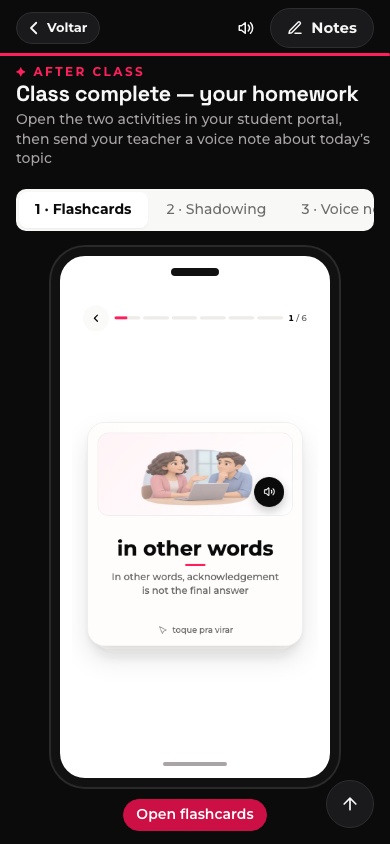 Voltar
Notes
AFTER CLASS
Class complete — your homework
Open the two activities in your student portal,
then send your teacher a voice note about today's
topic
1 · Flashcards
2 · Shadowing
3 · Voice n
1 / 6
in other words
In other words, acknowledgement
is not the final answer
toque pra virar
Open flashcards